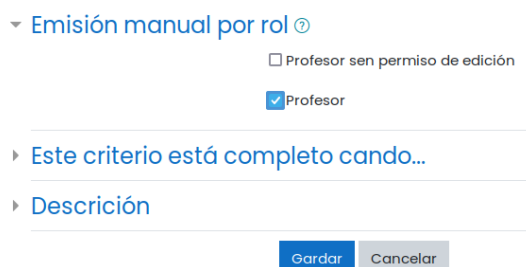 Emisión manual por rol
Profesor sen permiso de edición
Profesor
Este criterio está completo cando...
Descrición
Gardar Cancelar